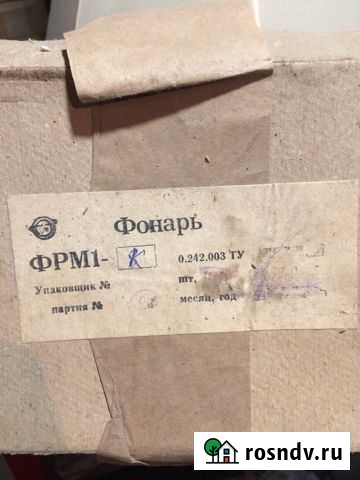 Фонарь
ФРМ1- К 0.242.003 ТУ
Упаковщик № шт.
партия № месяц, год
rosndv.ru